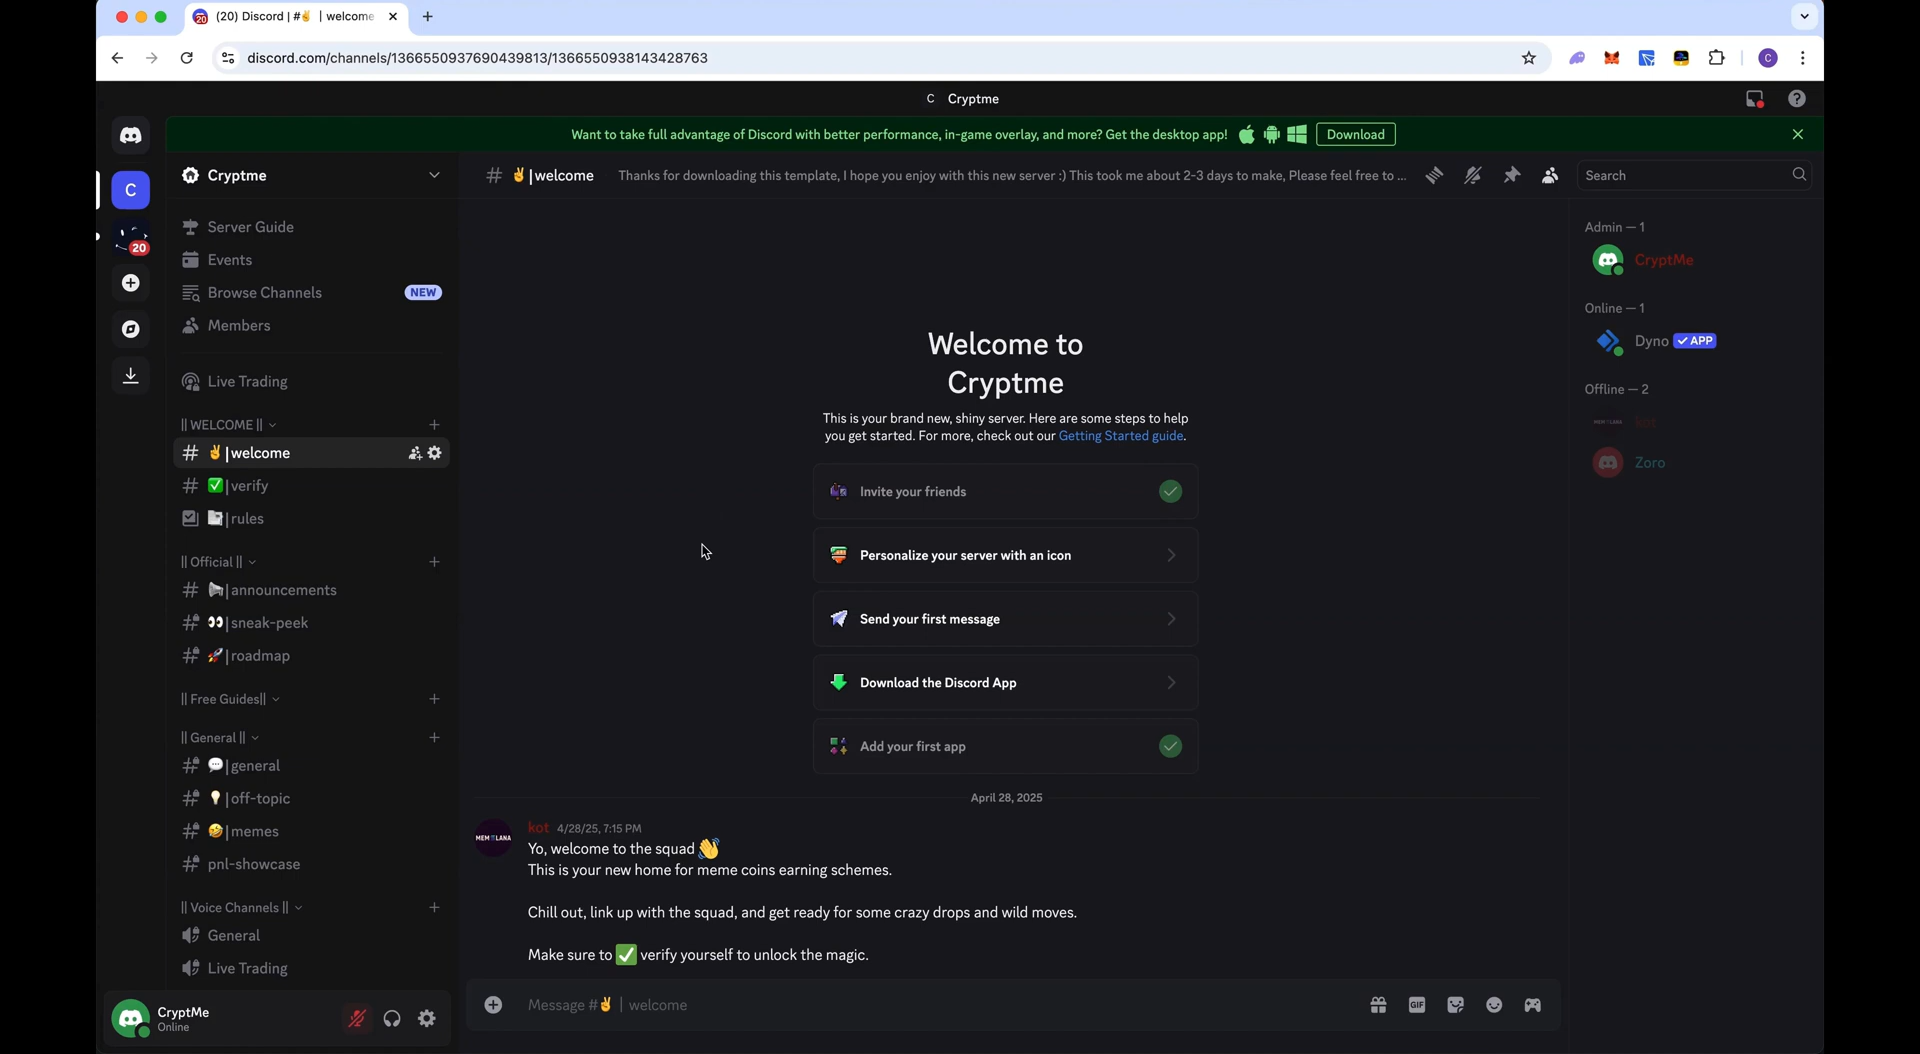 (20) Discord | #✌ | welcome
discord.com/channels/1366550937690439813/1366550938143428763
C
C Cryptme
Want to take full advantage of Discord with better performance, in-game overlay, and more? Get the desktop app!
Download
C
20
Cryptme
# ✌|welcome
Thanks for downloading this template, I hope you enjoy with this new server :) This took me about 2-3 days to make, Please feel free to ...
Search
Server Guide
Events
Browse Channels
NEW
Members
Live Trading
|| WELCOME ||
✌|welcome
✅|verify
|rules
|| Official ||
|announcements
👀|sneak-peek
🚀|roadmap
|| Free Guides||
|| General ||
💬|general
💡|off-topic
🤣|memes
pnl-showcase
|| Voice Channels ||
General
Live Trading
CryptMe
Online
Welcome to
Cryptme
This is your brand new, shiny server. Here are some steps to help
you get started. For more, check out our Getting Started guide.
Invite your friends
Personalize your server with an icon
Send your first message
Download the Discord App
Add your first app
April 28, 2025
MEMELANA
kot 4/28/25, 7:15 PM
Yo, welcome to the squad 👋
This is your new home for meme coins earning schemes.
Chill out, link up with the squad, and get ready for some crazy drops and wild moves.
Make sure to ✅ verify yourself to unlock the magic.
Message #✌ | welcome
GIF
Admin — 1
CryptMe
Online — 1
Dyno
✓ APP
Offline — 2
kot
Zoro